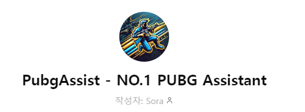 PubgAssist - NO.1 PUBG Assistant
작성자: Sora